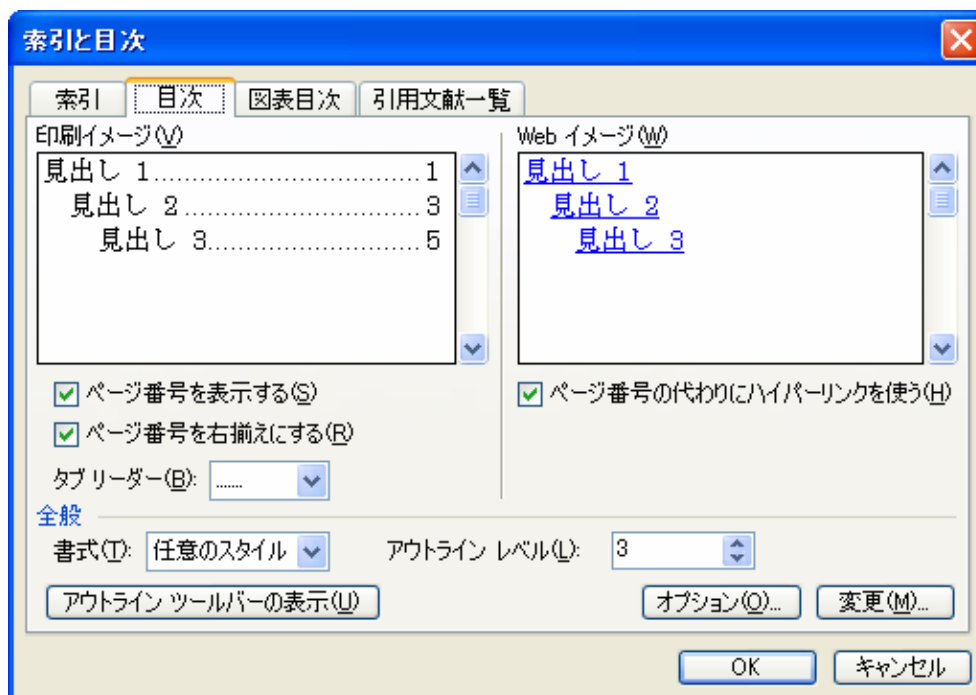 索引と目次
索引 目次 図表目次 引用文献一覧
印刷イメージ(V)
見出し 1..............................1
見出し 2..........................3
見出し 3.......................5
ページ番号を表示する(S)
ページ番号を右揃えにする(R)
タブ リーダー(B): ......
Web イメージ(W)
見出し 1
見出し 2
見出し 3
ページ番号の代わりにハイパーリンクを使う(H)
全般
書式(T): 任意のスタイル アウトライン レベル(L): 3
アウトライン ツールバーの表示(U) オプション(O)... 変更(M)...
OK キャンセル